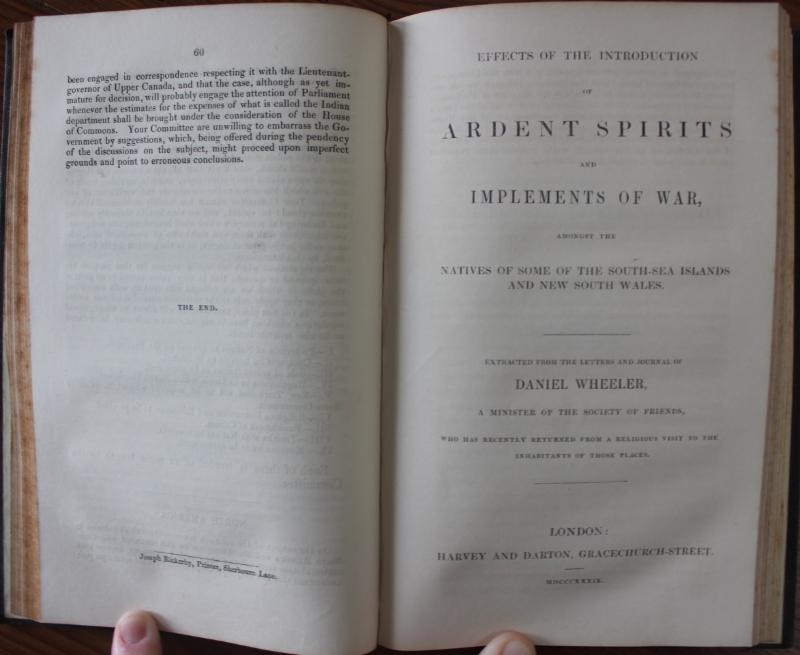 60
been engaged in correspondence respecting it with the Lieutenant-
governor of Upper Canada, and that the case, although as yet im-
mature for decision, will probably engage the attention of Parliament
whenever the estimates for the expenses of what is called the Indian
department shall be brought under the consideration of the House
of Commons. Your Committee are unwilling to embarrass the Go-
vernment by suggestions, which, being offered during the pendency
of the discussions on the subject, might proceed upon imperfect
grounds and point to erroneous conclusions.
THE END.
Joseph Rickerby, Printer, Sherbourn Lane.
EFFECTS OF THE INTRODUCTION
OF
ARDENT SPIRITS
AND
IMPLEMENTS OF WAR,
AMONGST THE
NATIVES OF SOME OF THE SOUTH-SEA ISLANDS
AND NEW SOUTH WALES.
EXTRACTED FROM THE LETTERS AND JOURNAL OF
DANIEL WHEELER,
A MINISTER OF THE SOCIETY OF FRIENDS,
WHO HAS RECENTLY RETURNED FROM A RELIGIOUS VISIT TO THE
INHABITANTS OF THOSE PLACES.
LONDON:
HARVEY AND DARTON, GRACECHURCH-STREET.
MDCCCXXXIX.